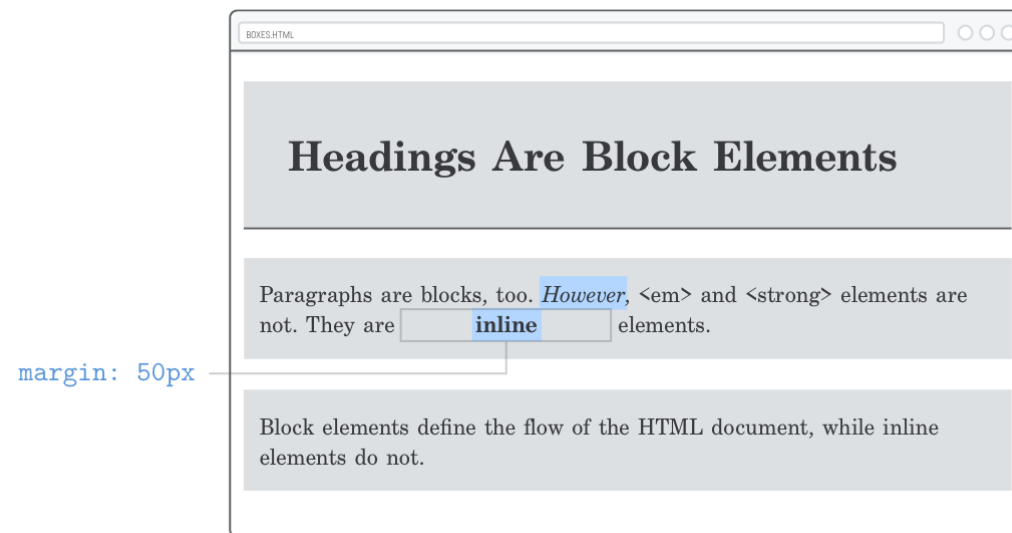 BOXES.HTML
Headings Are Block Elements
Paragraphs are blocks, too. However, <em> and <strong> elements are
not. They are inline elements.
margin: 50px
Block elements define the flow of the HTML document, while inline
elements do not.